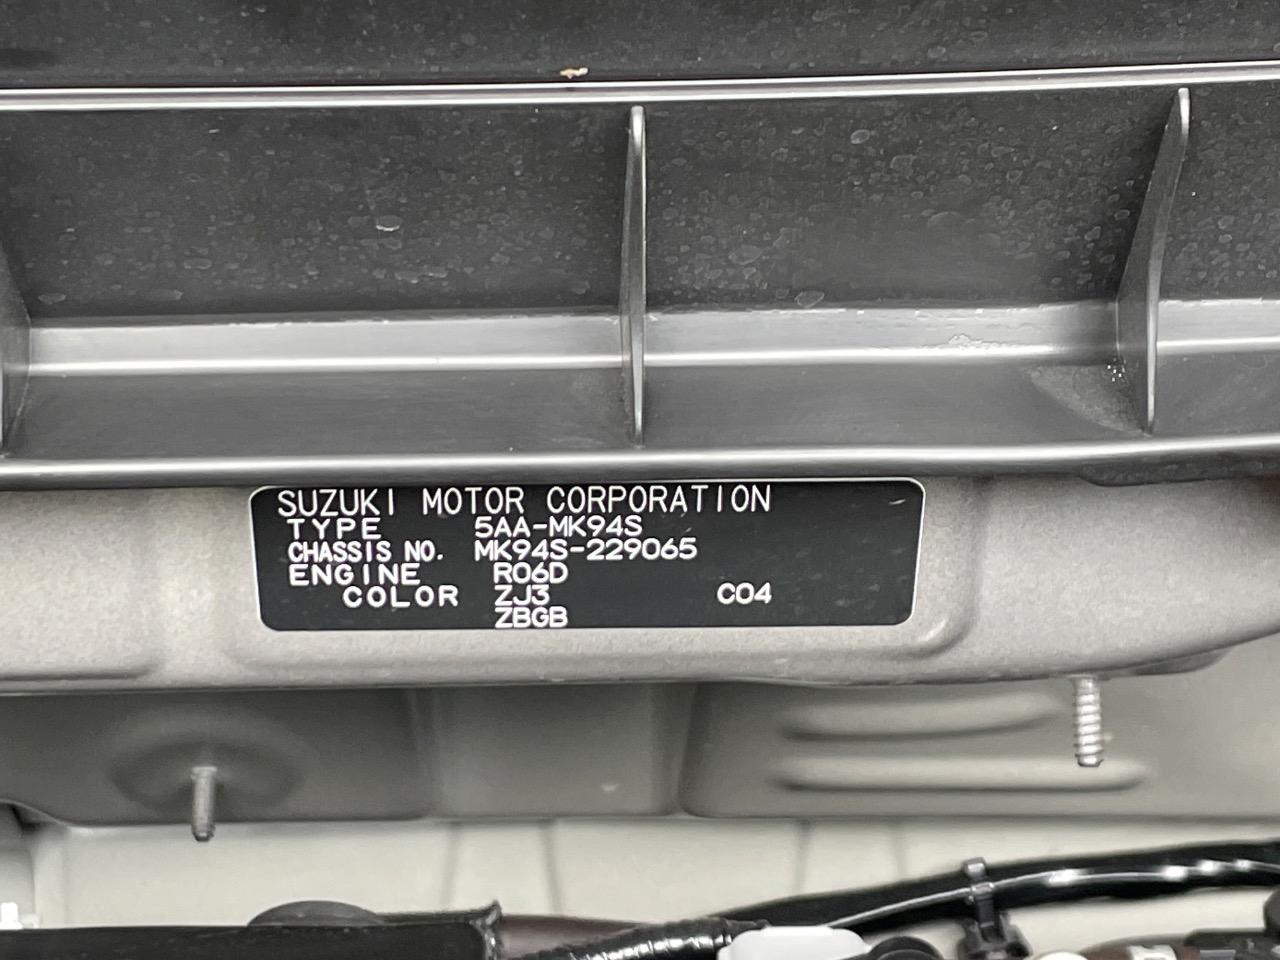 SUZUKI MOTOR CORPORATION
TYPE 5AA-MK94S
CHASSIS NO. MK94S-229065
ENGINE R06D
COLOR ZJ3 C04
ZBGB